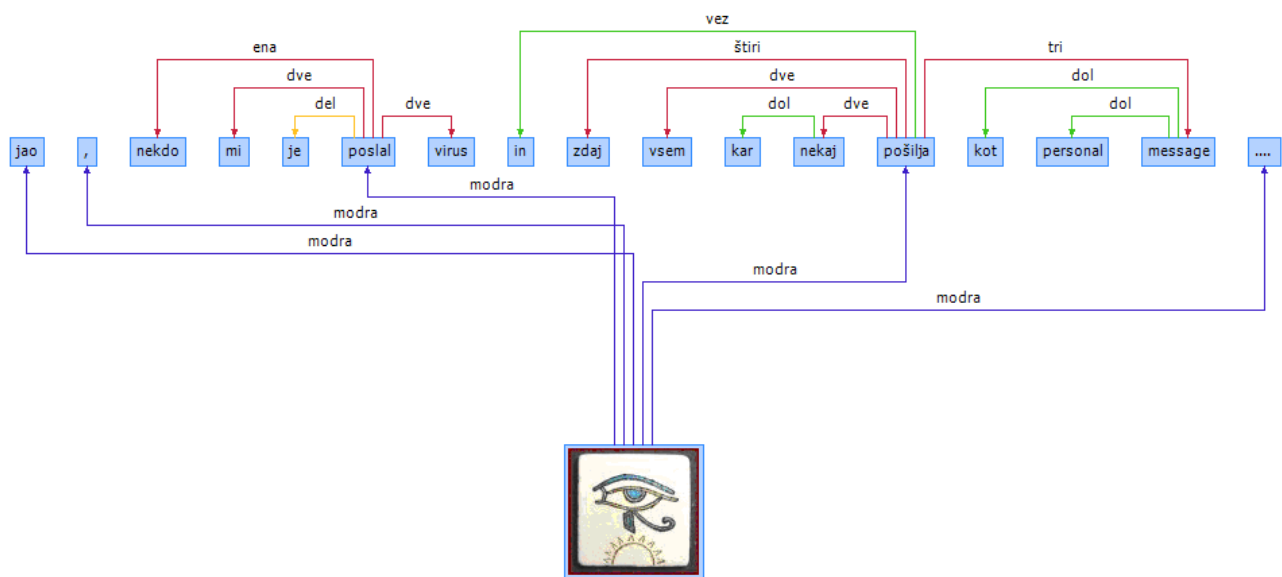 vez
ena štiri tri
dve dve dol
del dve dol dve dol
jao , nekdo mi je poslal virus in zdaj vsem kar nekaj pošilja kot personal message ....
modra
modra
modra
modra
modra